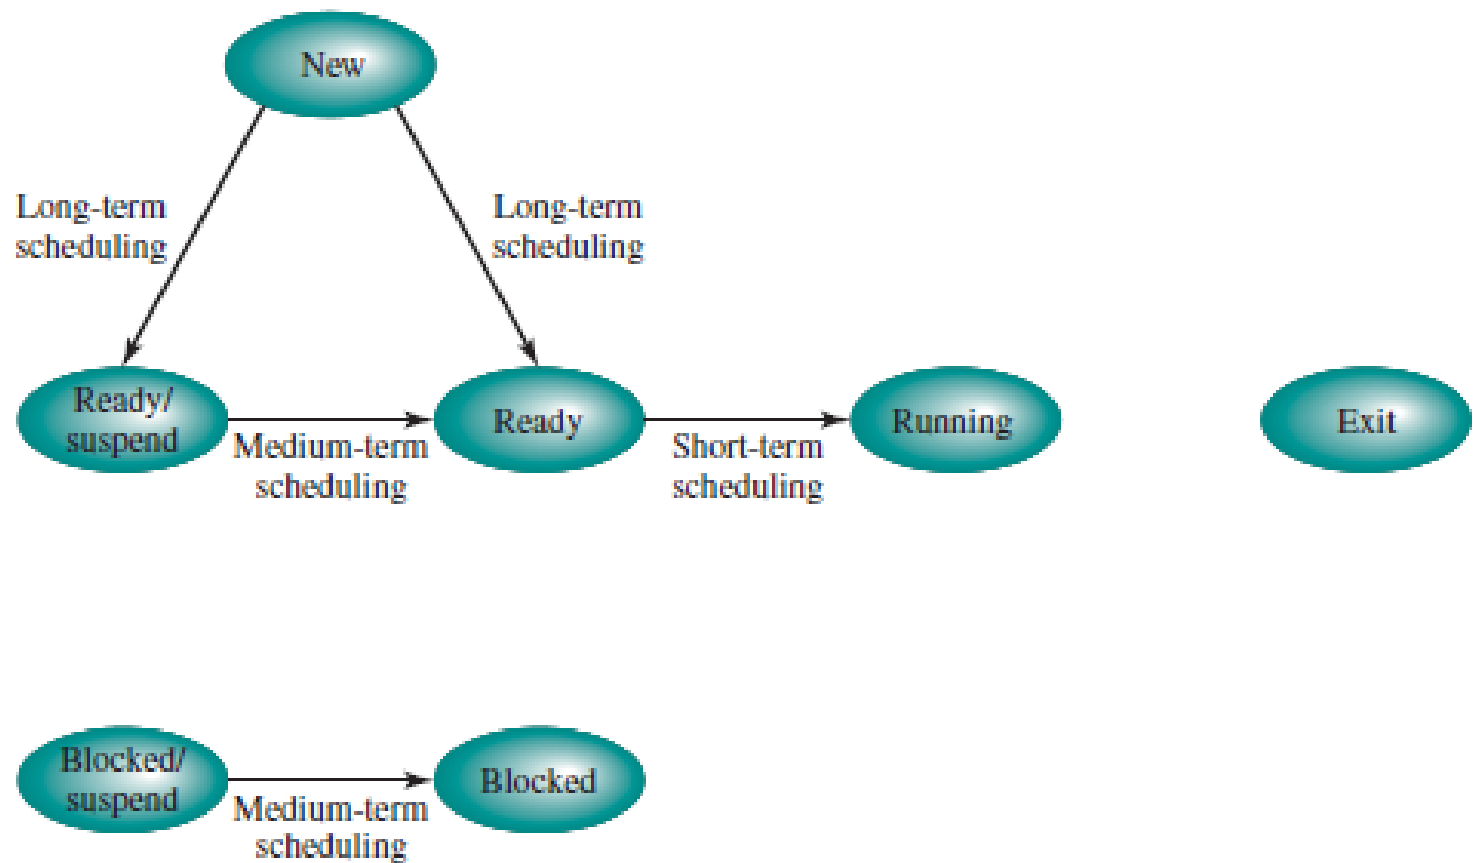 New
Long-term
scheduling
Long-term
scheduling
Ready/
suspend
Medium-term
scheduling
Ready
Short-term
scheduling
Running
Exit
Blocked/
suspend
Medium-term
scheduling
Blocked